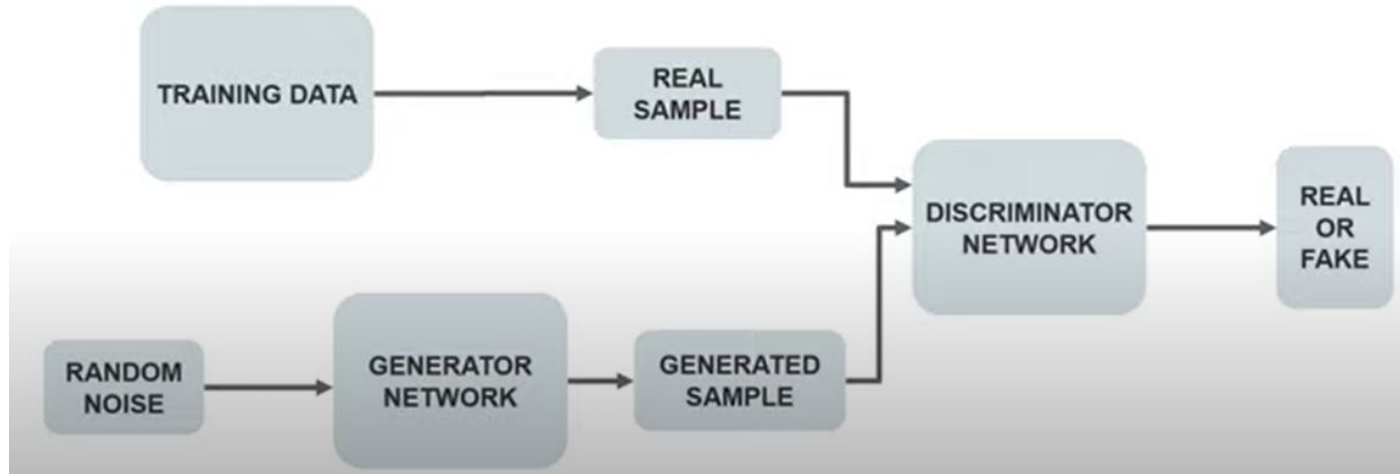 TRAINING DATA
REAL
SAMPLE
DISCRIMINATOR
NETWORK
REAL
OR
FAKE
RANDOM
NOISE
GENERATOR
NETWORK
GENERATED
SAMPLE